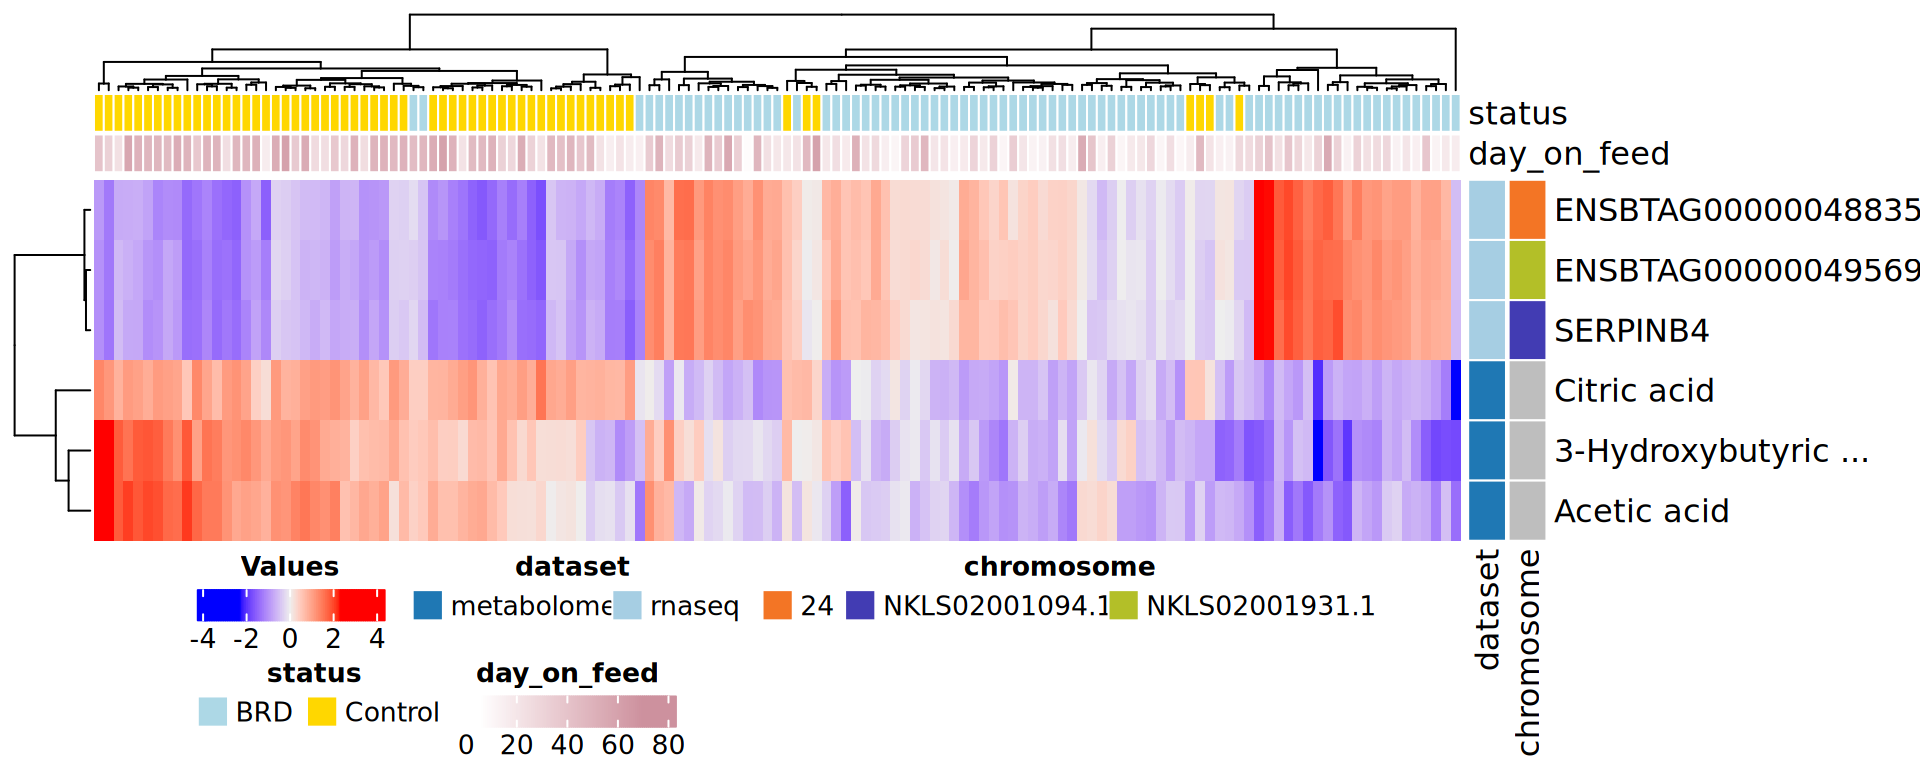 status
day_on_feed
ENSBTAG00000048835
ENSBTAG00000049569
SERPINB4
Citric acid
3-Hydroxybutyric ...
Acetic acid
dataset
chromosome
Values
-4 -2 0 2 4
dataset
metabolome rnaseq
chromosome
24 NKLS02001094.1 NKLS02001931.1
status
BRD Control
day_on_feed
0 20 40 60 80